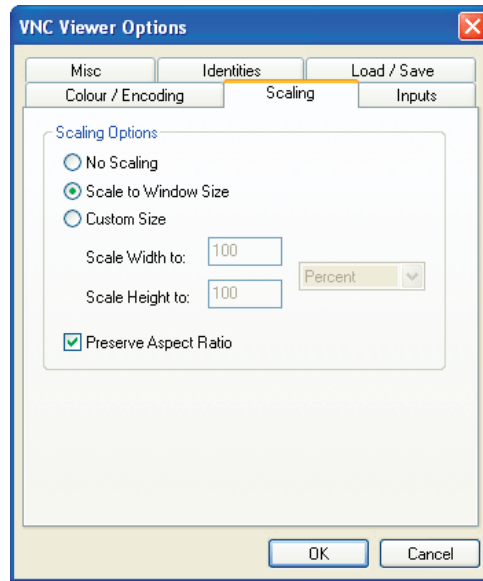 VNC Viewer Options
Misc Identities Load / Save
Colour / Encoding Scaling Inputs
Scaling Options
No Scaling
Scale to Window Size
Custom Size
Scale Width to: 100
Percent
Scale Height to: 100
Preserve Aspect Ratio
OK Cancel